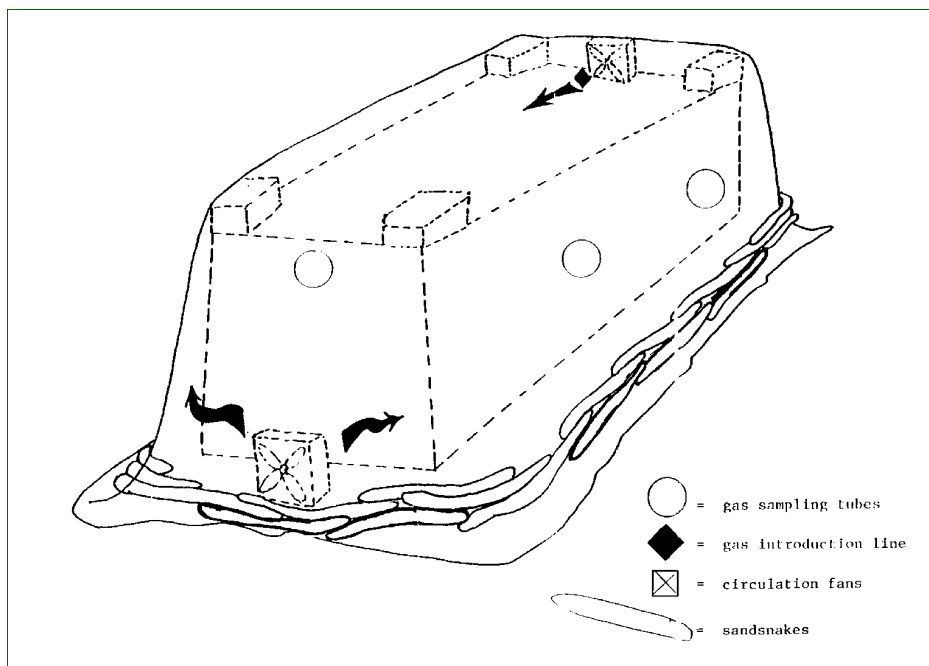 = gas sampling tubes
= gas introduction line
= circulation fans
= sandsnakes